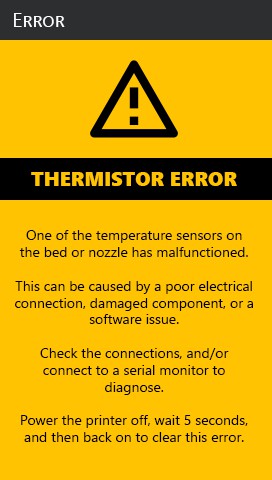 Error
THERMISTOR ERROR
One of the temperature sensors on
the bed or nozzle has malfunctioned.
This can be caused by a poor electrical
connection, damaged component, or a
software issue.
Check the connections, and/or
connect to a serial monitor to
diagnose.
Power the printer off, wait 5 seconds,
and then back on to clear this error.